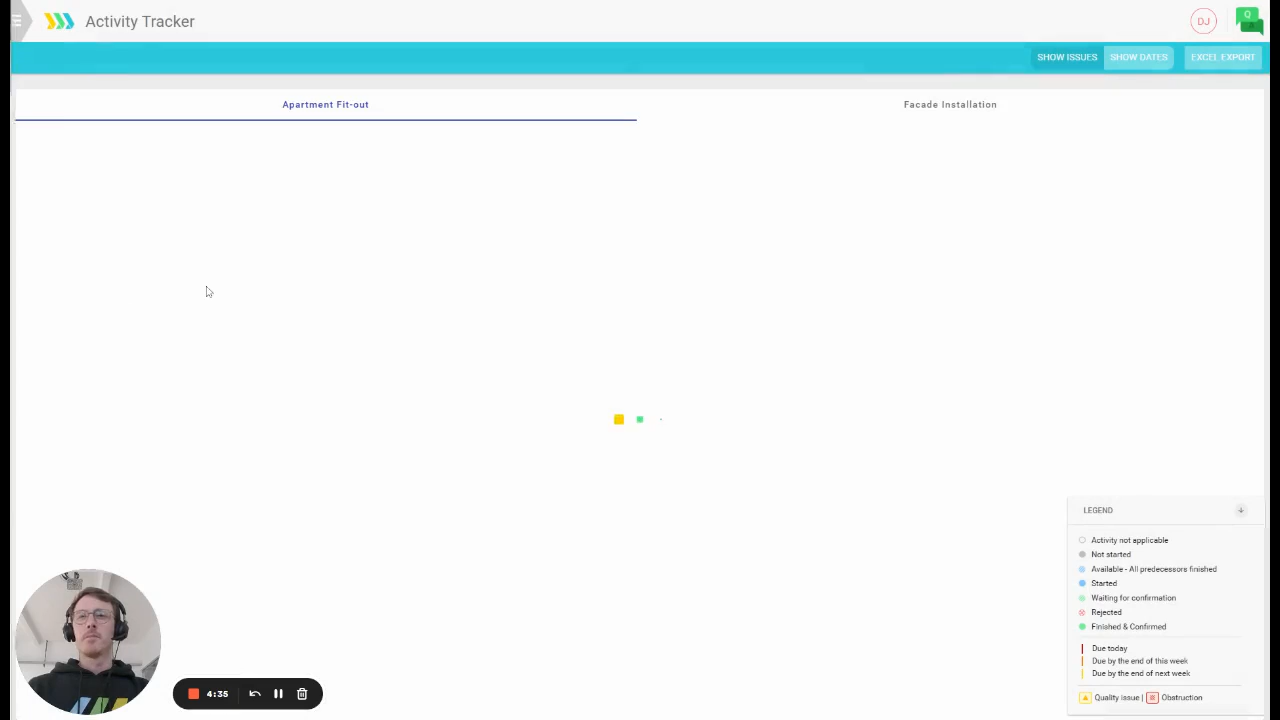 Activity Tracker
DJ
Q
A
SHOW ISSUES
SHOW DATES
EXCEL EXPORT
Apartment Fit-out
Facade Installation
LEGEND
Activity not applicable
Not started
Available - All predecessors finished
Started
Waiting for confirmation
Rejected
Finished & Confirmed
Due today
Due by the end of this week
Due by the end of next week
Quality issue | Obstruction
4:35